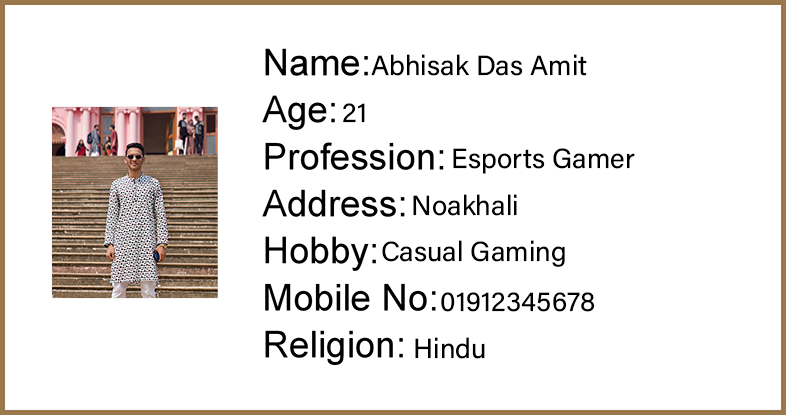 Name:Abhisak Das Amit
Age: 21
Profession: Esports Gamer
Address: Noakhali
Hobby:Casual Gaming
Mobile No:01912345678
Religion: Hindu